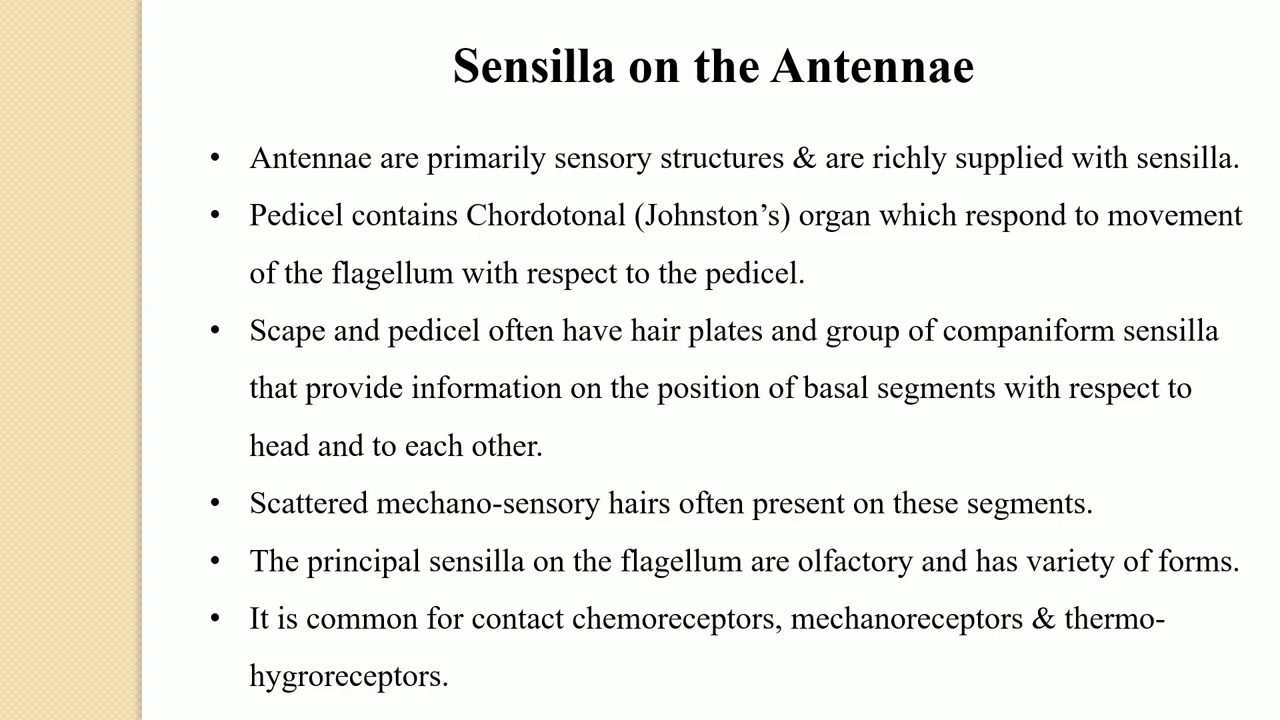 Sensilla on the Antennae
• Antennae are primarily sensory structures & are richly supplied with sensilla.
• Pedicel contains Chordotonal (Johnston’s) organ which respond to movement
of the flagellum with respect to the pedicel.
• Scape and pedicel often have hair plates and group of companiform sensilla
that provide information on the position of basal segments with respect to
head and to each other.
• Scattered mechano-sensory hairs often present on these segments.
• The principal sensilla on the flagellum are olfactory and has variety of forms.
• It is common for contact chemoreceptors, mechanoreceptors & thermo-
hygroreceptors.